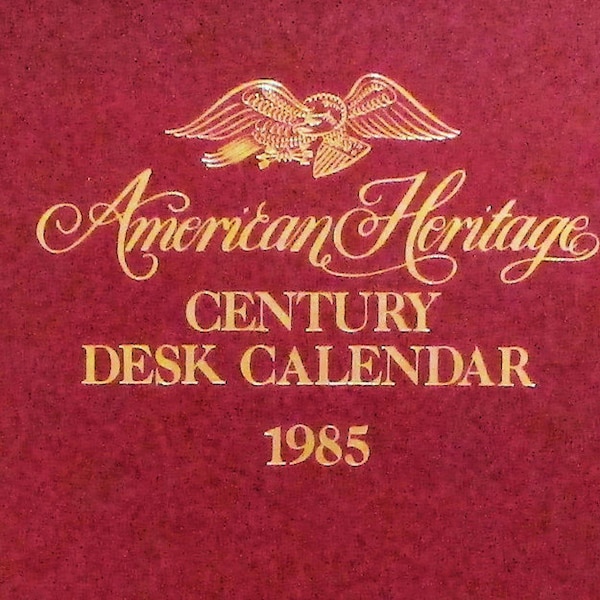 American Heritage
CENTURY
DESK CALENDAR
1985